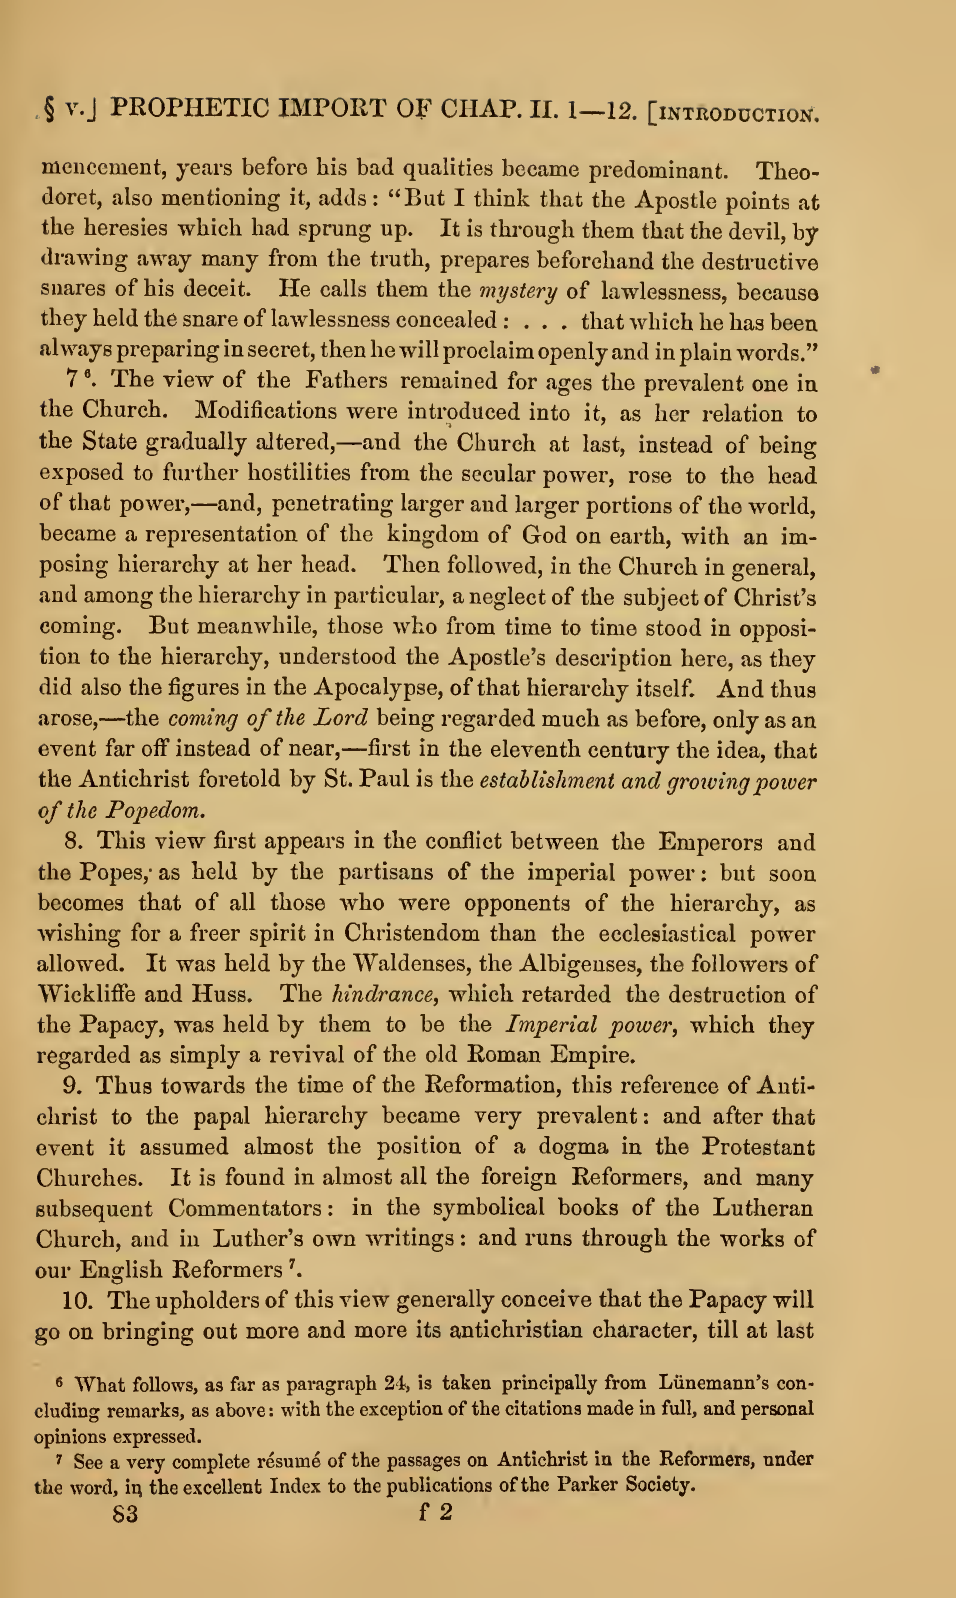 § v.] PROPHETIC IMPORT OF CHAP. II. 1—12. [INTRODUCTION.
mencement, years before his bad qualities became predominant. Theo-
doret, also mentioning it, adds: “But I think that the Apostle points at
the heresies which had sprung up. It is through them that the devil, by
drawing away many from the truth, prepares beforehand the destructive
snares of his deceit. He calls them the mystery of lawlessness, because
they held the snare of lawlessness concealed: . . . that which he has been
always preparing in secret, then he will proclaim openly and in plain words.”
7 ⁶. The view of the Fathers remained for ages the prevalent one in
the Church. Modifications were introduced into it, as her relation to
the State gradually altered,—and the Church at last, instead of being
exposed to further hostilities from the secular power, rose to the head
of that power,—and, penetrating larger and larger portions of the world,
became a representation of the kingdom of God on earth, with an im-
posing hierarchy at her head. Then followed, in the Church in general,
and among the hierarchy in particular, a neglect of the subject of Christ’s
coming. But meanwhile, those who from time to time stood in opposi-
tion to the hierarchy, understood the Apostle’s description here, as they
did also the figures in the Apocalypse, of that hierarchy itself. And thus
arose,—the coming of the Lord being regarded much as before, only as an
event far off instead of near,—first in the eleventh century the idea, that
the Antichrist foretold by St. Paul is the establishment and growing power
of the Popedom.
8. This view first appears in the conflict between the Emperors and
the Popes, as held by the partisans of the imperial power: but soon
becomes that of all those who were opponents of the hierarchy, as
wishing for a freer spirit in Christendom than the ecclesiastical power
allowed. It was held by the Waldenses, the Albigenses, the followers of
Wickliffe and Huss. The hindrance, which retarded the destruction of
the Papacy, was held by them to be the Imperial power, which they
regarded as simply a revival of the old Roman Empire.
9. Thus towards the time of the Reformation, this reference of Anti-
christ to the papal hierarchy became very prevalent: and after that
event it assumed almost the position of a dogma in the Protestant
Churches. It is found in almost all the foreign Reformers, and many
subsequent Commentators: in the symbolical books of the Lutheran
Church, and in Luther’s own writings: and runs through the works of
our English Reformers ⁷.
10. The upholders of this view generally conceive that the Papacy will
go on bringing out more and more its antichristian character, till at last
⁶ What follows, as far as paragraph 24, is taken principally from Lünemann’s con-
cluding remarks, as above: with the exception of the citations made in full, and personal
opinions expressed.
⁷ See a very complete résumé of the passages on Antichrist in the Reformers, under
the word, in the excellent Index to the publications of the Parker Society.
83 f 2